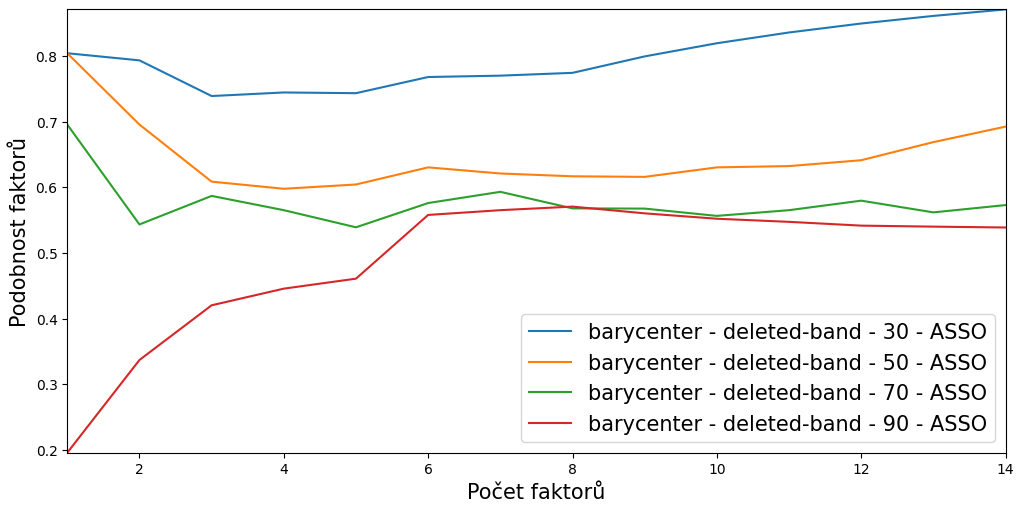 Podobnost faktorů
0.8
0.7
0.6
0.5
0.4
0.3
0.2
barycenter - deleted-band - 30 - ASSO
barycenter - deleted-band - 50 - ASSO
barycenter - deleted-band - 70 - ASSO
barycenter - deleted-band - 90 - ASSO
2 4 6 8 10 12 14
Počet faktorů